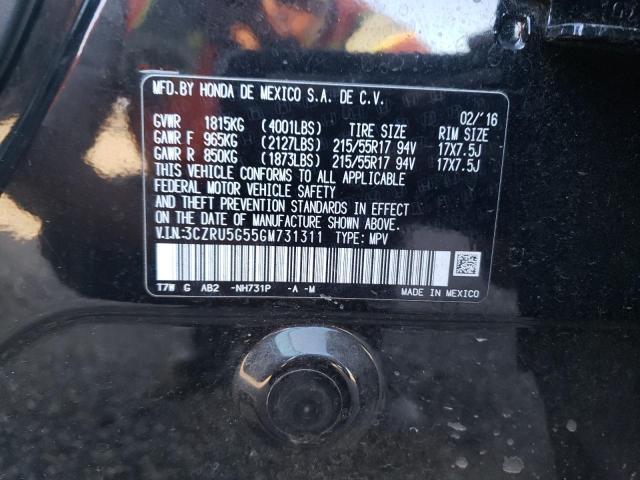 MFD.BY HONDA DE MEXICO S.A. DE C.V.
02/'16
GVWR 1815KG (4001LBS) TIRE SIZE RIM SIZE
GAWR F 965KG (2127LBS) 215/55R17 94V 17X7.5J
GAWR R 850KG (1873LBS) 215/55R17 94V 17X7.5J
THIS VEHICLE CONFORMS TO ALL APPLICABLE
FEDERAL MOTOR VEHICLE SAFETY
AND THEFT PREVENTION STANDARDS IN EFFECT
ON THE DATE OF MANUFACTURE SHOWN ABOVE.
V.I.N.:3CZRU5G55GM731311 TYPE: MPV
T7W G AB2 -NH731P -A -M MADE IN MEXICO